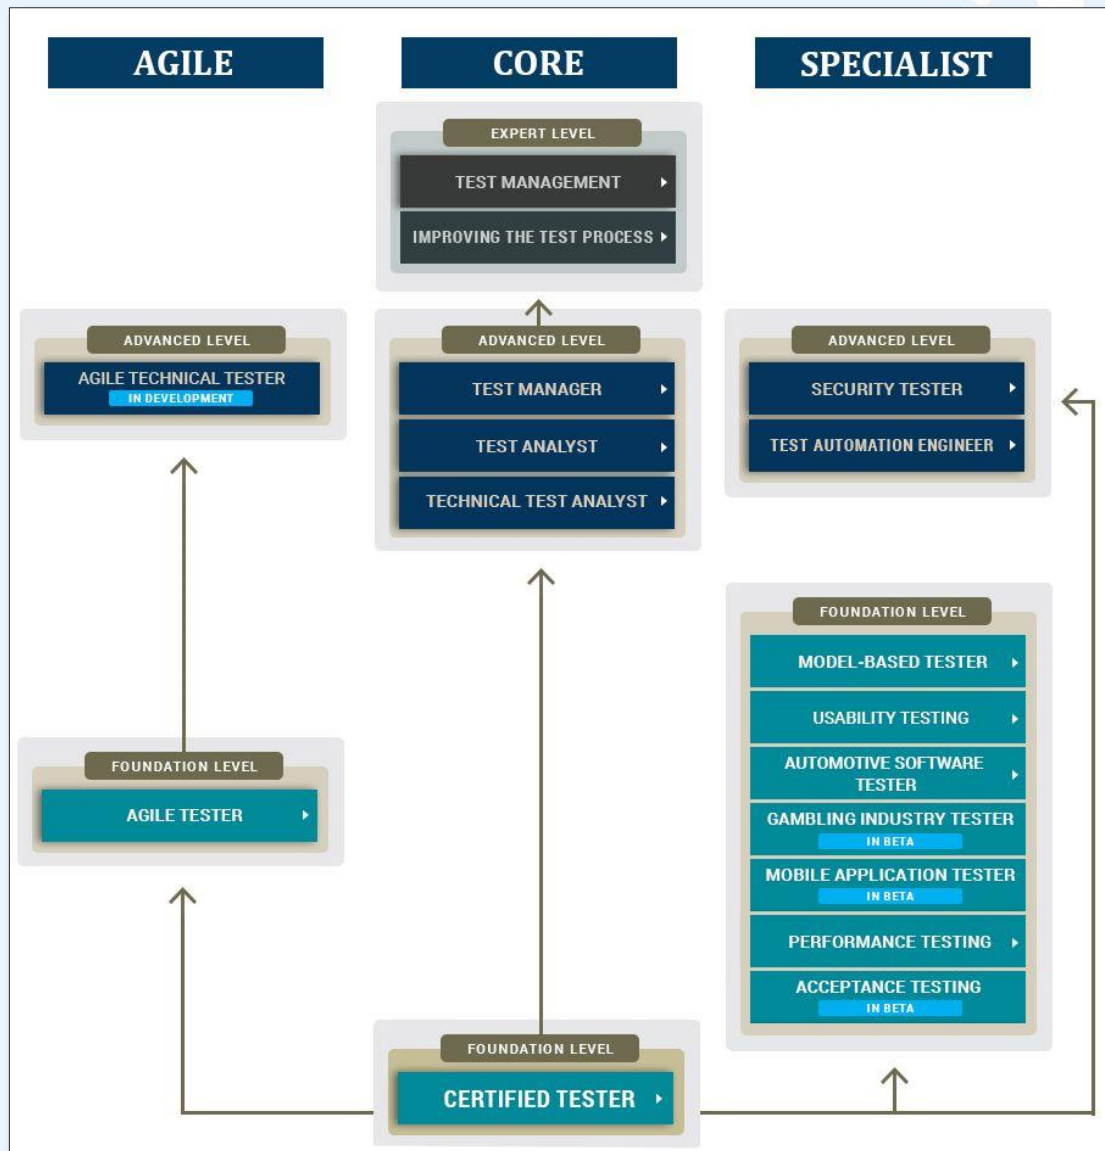 AGILE
CORE
SPECIALIST
EXPERT LEVEL
TEST MANAGEMENT
IMPROVING THE TEST PROCESS
ADVANCED LEVEL
AGILE TECHNICAL TESTER
IN DEVELOPMENT
ADVANCED LEVEL
TEST MANAGER
TEST ANALYST
TECHNICAL TEST ANALYST
ADVANCED LEVEL
SECURITY TESTER
TEST AUTOMATION ENGINEER
FOUNDATION LEVEL
AGILE TESTER
FOUNDATION LEVEL
MODEL-BASED TESTER
USABILITY TESTING
AUTOMOTIVE SOFTWARE
TESTER
GAMBLING INDUSTRY TESTER
IN BETA
MOBILE APPLICATION TESTER
IN BETA
PERFORMANCE TESTING
ACCEPTANCE TESTING
IN BETA
FOUNDATION LEVEL
CERTIFIED TESTER